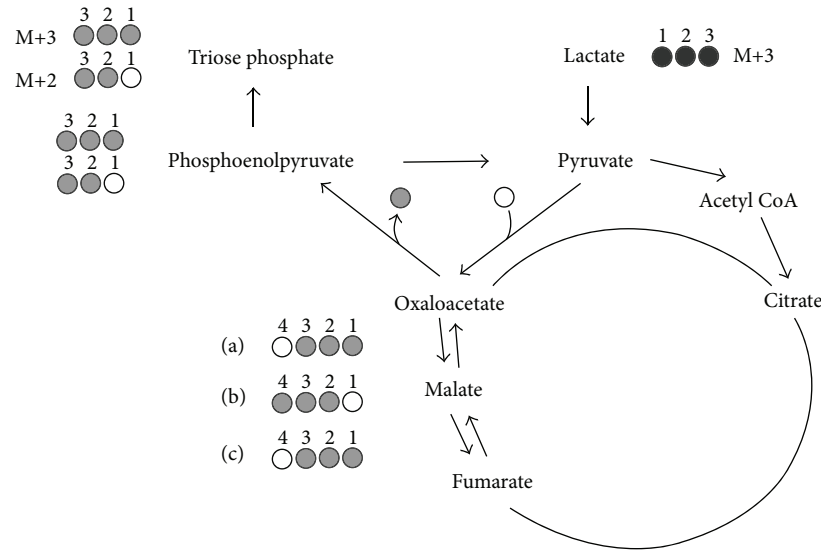 3 2 1
M+3
3 2 1
M+2
Triose phosphate
Lactate
1 2 3
M+3
3 2 1
3 2 1
Phosphoenolpyruvate
Pyruvate
Acetyl CoA
Oxaloacetate
Citrate
4 3 2 1
(a)
Malate
4 3 2 1
(b)
4 3 2 1
(c)
Fumarate